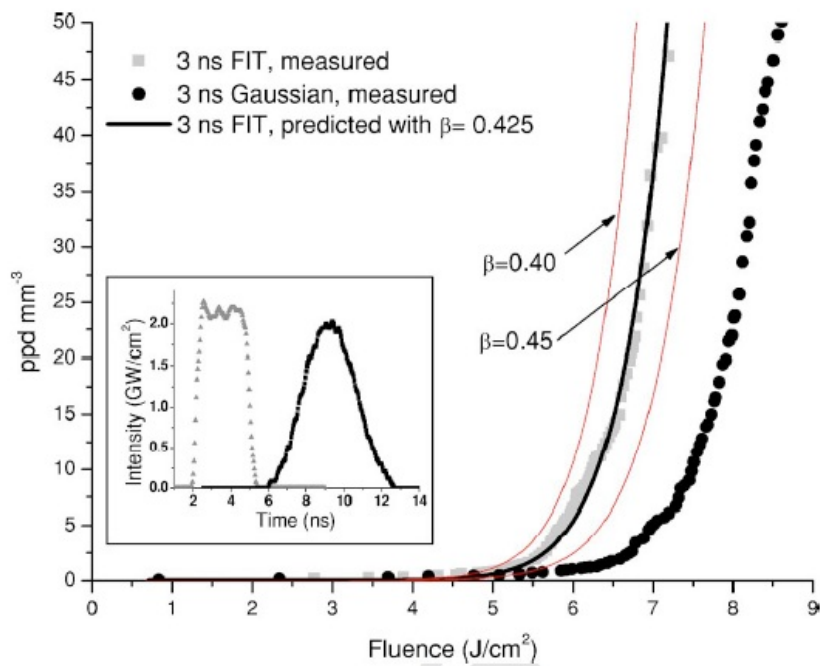 50
45
40
35
30
25
20
15
10
5
0
ppd mm⁻³
3 ns FIT, measured
3 ns Gaussian, measured
3 ns FIT, predicted with β= 0.425
β=0.40
β=0.45
Intensity (GW/cm²)
2.0
1.5
1.0
0.5
0.0
2 4 6 8 10 12 14
Time (ns)
0 1 2 3 4 5 6 7 8 9
Fluence (J/cm²)